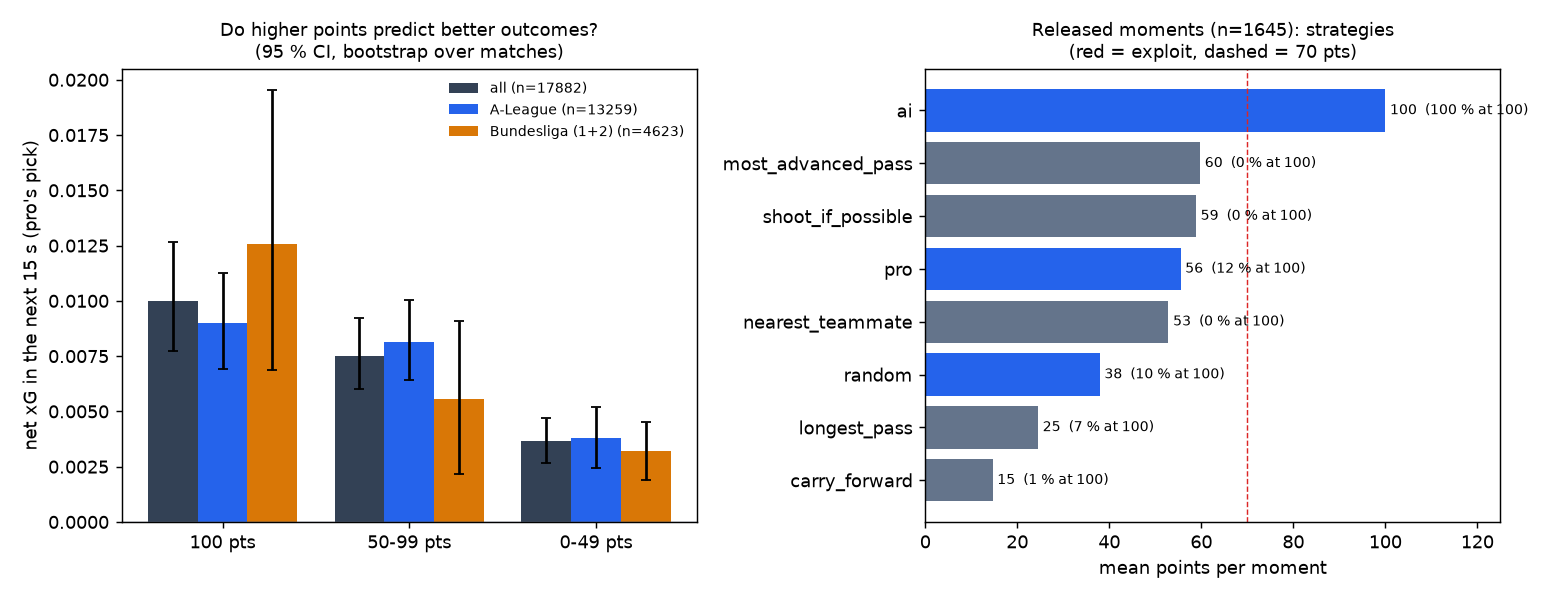 Do higher points predict better outcomes?
(95 % CI, bootstrap over matches)
net xG in the next 15 s (pro's pick)
0.0200
0.0175
0.0150
0.0125
0.0100
0.0075
0.0050
0.0025
0.0000
all (n=17882)
A-League (n=13259)
Bundesliga (1+2) (n=4623)
100 pts
50-99 pts
0-49 pts
Released moments (n=1645): strategies
(red = exploit, dashed = 70 pts)
ai
100 (100 % at 100)
most_advanced_pass
60 (0 % at 100)
shoot_if_possible
59 (0 % at 100)
pro
56 (12 % at 100)
nearest_teammate
53 (0 % at 100)
random
38 (10 % at 100)
longest_pass
25 (7 % at 100)
carry_forward
15 (1 % at 100)
0
20
40
60
80
100
120
mean points per moment